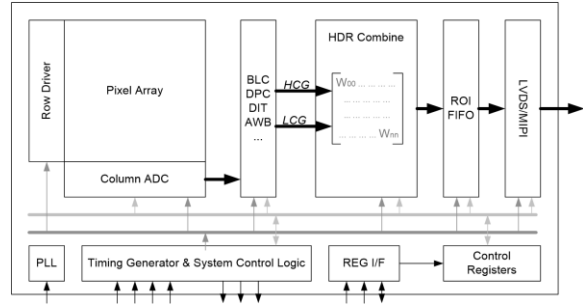 Row Driver
Pixel Array
Column ADC
BLC
DPC
DIT
AWB
...
HCG
LCG
HDR Combine
W00 ... ... ...
... ... ... ...
... ... ... ...
... ... ... Wnn
ROI
FIFO
LVDS/MIPI
PLL
Timing Generator & System Control Logic
REG I/F
Control
Registers